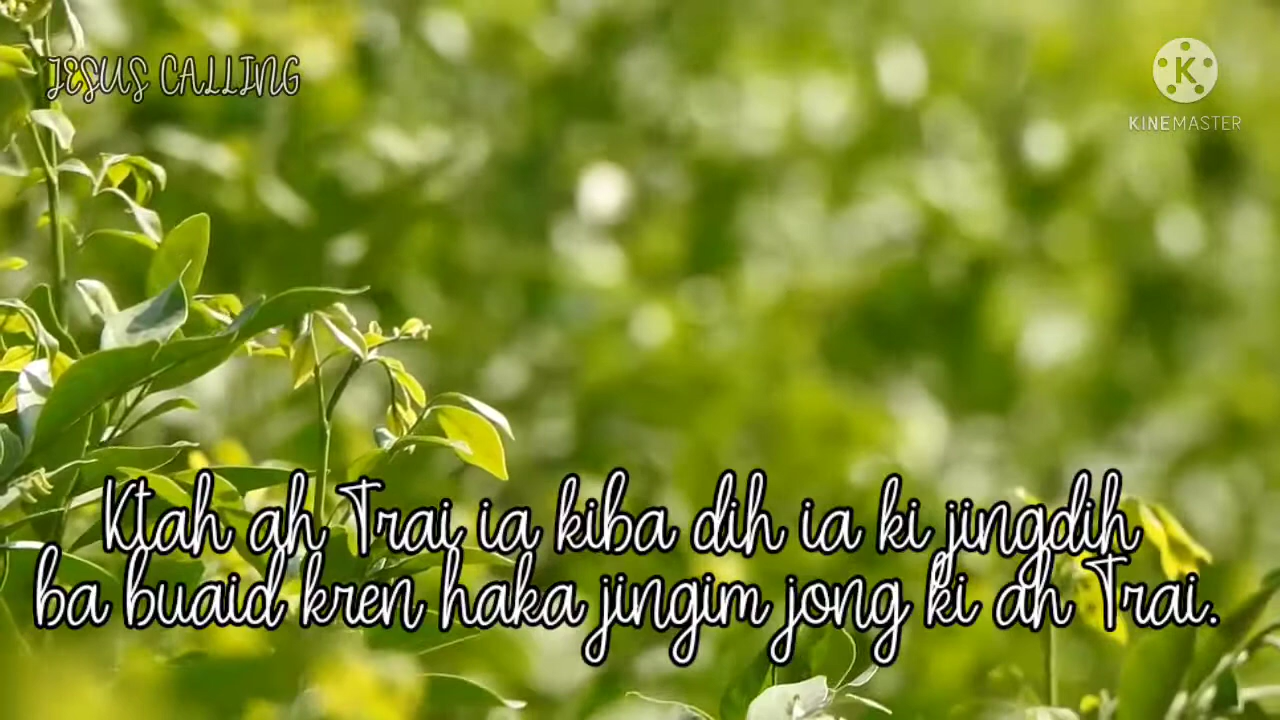 JESUS CALLING
KINEMASTER
Ktah ah Trai ia kiba dih ia ki jingdih
ba buaid kren haka jingim jong ki ah Trai.